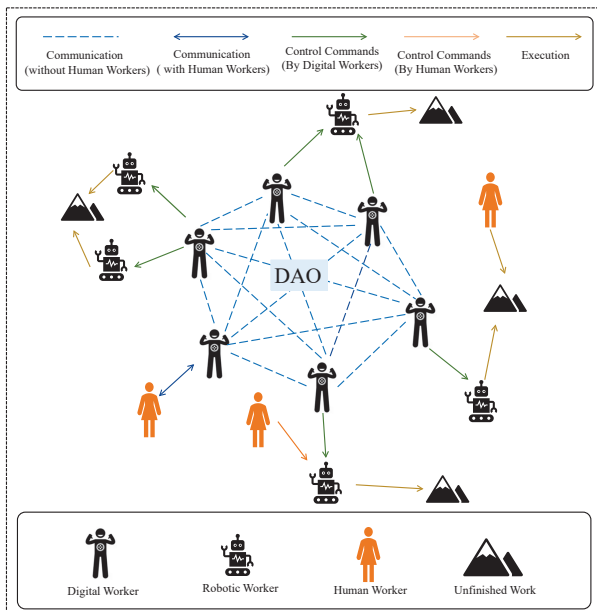 Communication
(without Human Workers)
Communication
( with Human Workers)
Control Commands
(By Digital Workers)
Control Commands
(By Human Workers)
Execution
DAO
Digital Worker
Robotic Worker
Human Worker
Unfinished Work